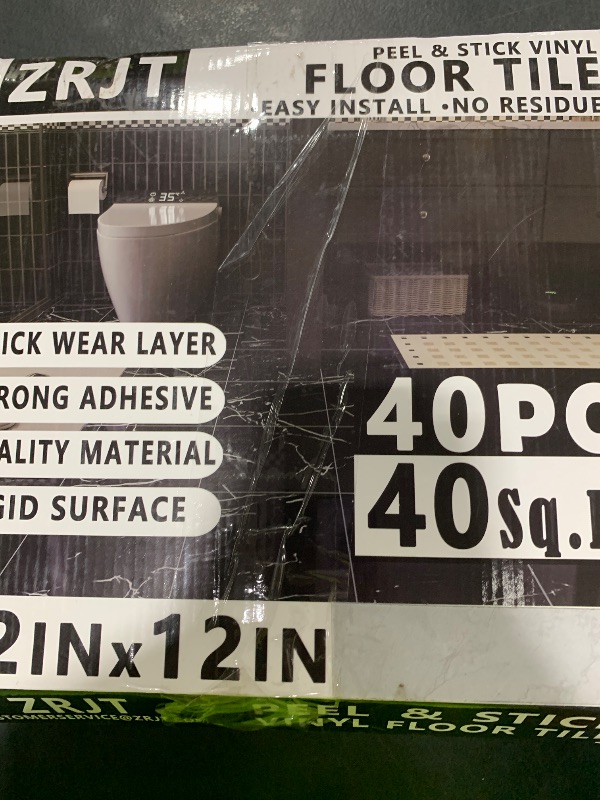 ZRJT
PEEL & STICK VINYL
FLOOR TILE
EASY INSTALL •NO RESIDUE
35°
ICK WEAR LAYER
RONG ADHESIVE
ALITY MATERIAL
GID SURFACE
40PC
40Sq.
2INx12IN
ZRJT
PEEL & STIC
VINYL FLOOR TIL